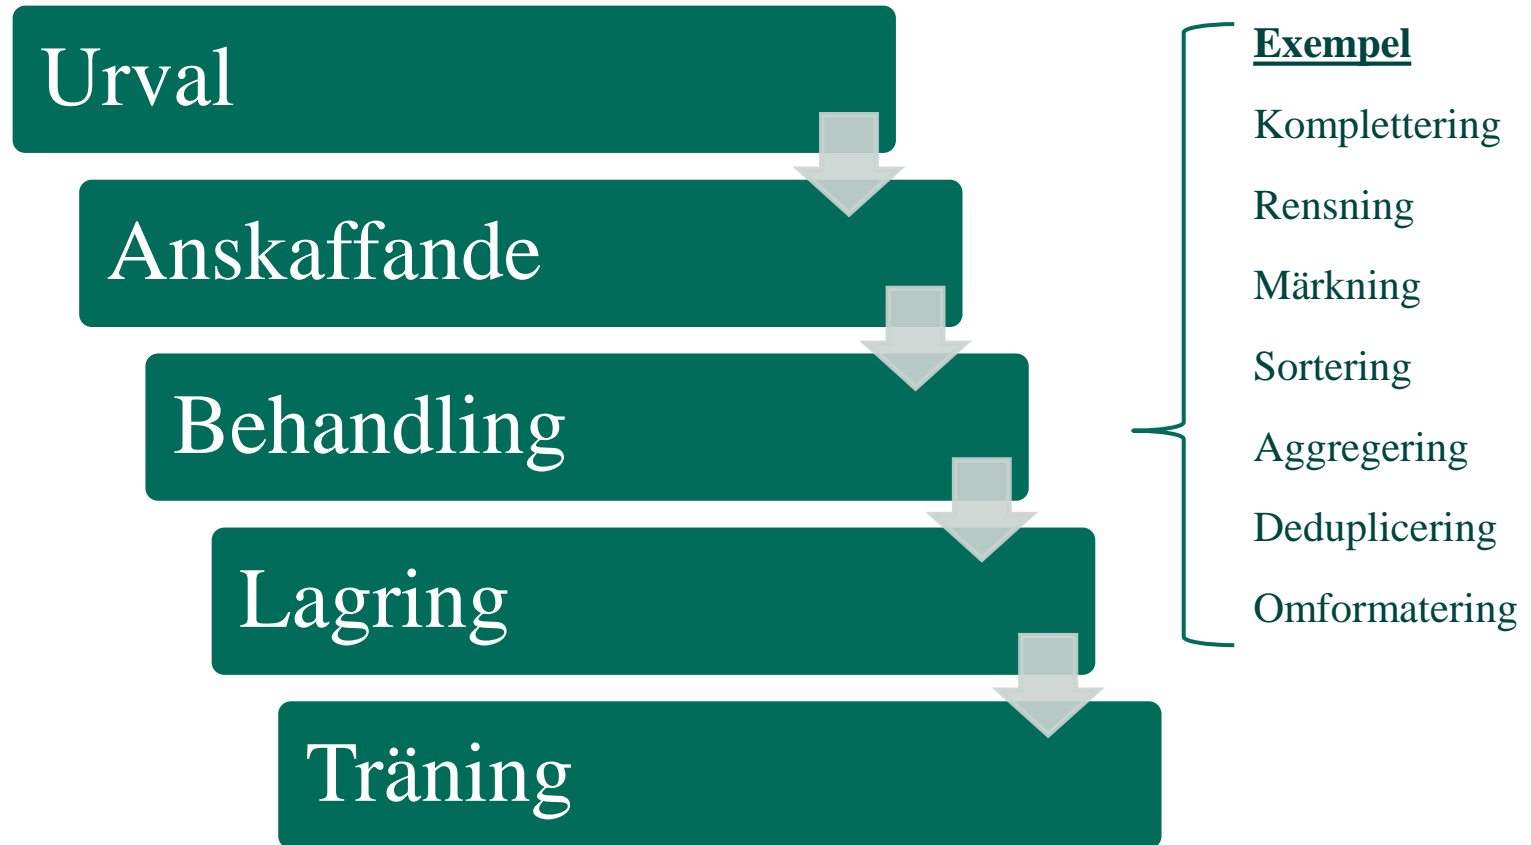 Urval
Anskaffande
Behandling
Lagring
Träning
Exempel
Komplettering
Rensning
Märkning
Sortering
Aggregering
Deduplicering
Omformatering